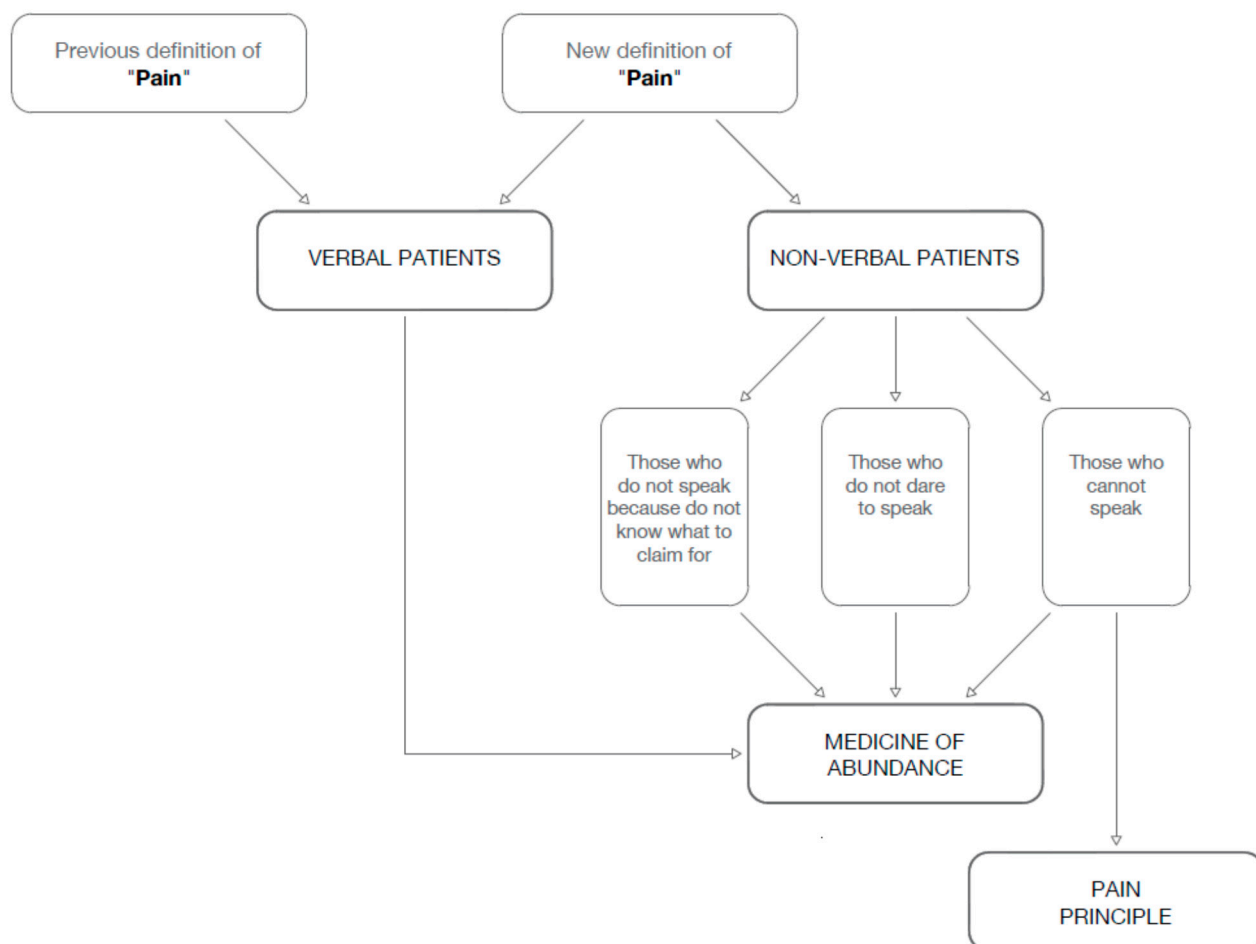 Previous definition of
"Pain"
New definition of
"Pain"
VERBAL PATIENTS
NON-VERBAL PATIENTS
Those who
do not speak
because do not
know what to
claim for
Those who
do not dare
to speak
Those who
cannot
speak
MEDICINE OF
ABUNDANCE
PAIN
PRINCIPLE